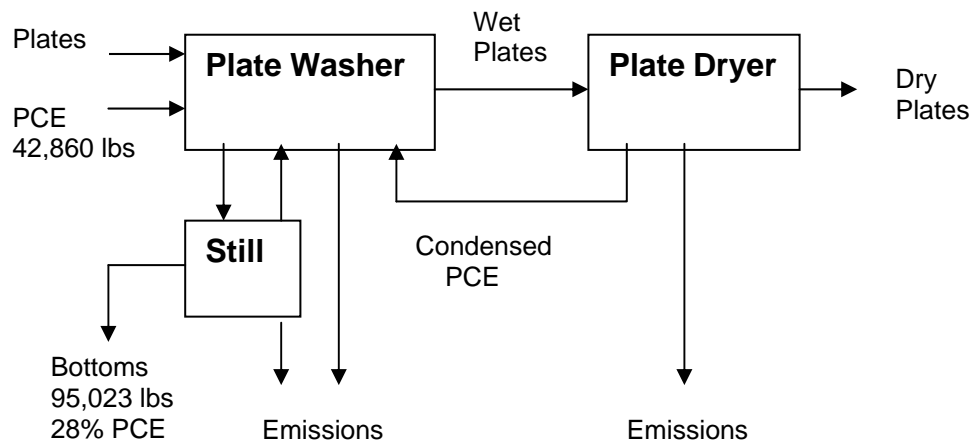 Plates
PCE
42,860 lbs
Plate Washer
Wet
Plates
Plate Dryer
Dry
Plates
Still
Condensed
PCE
Bottoms
95,023 lbs
28% PCE
Emissions
Emissions